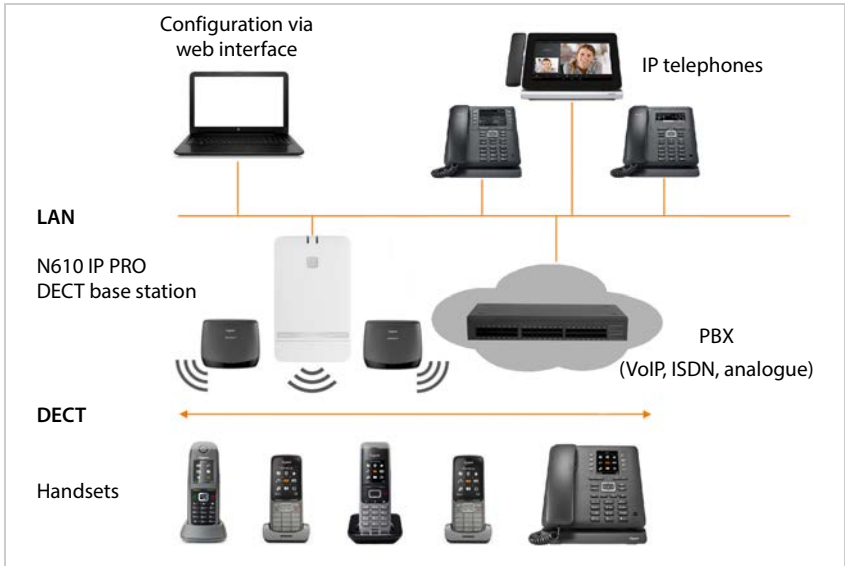 Configuration via
web interface
IP telephones
LAN
N610 IP PRO
DECT base station
PBX
(VoIP, ISDN, analogue)
DECT
Handsets